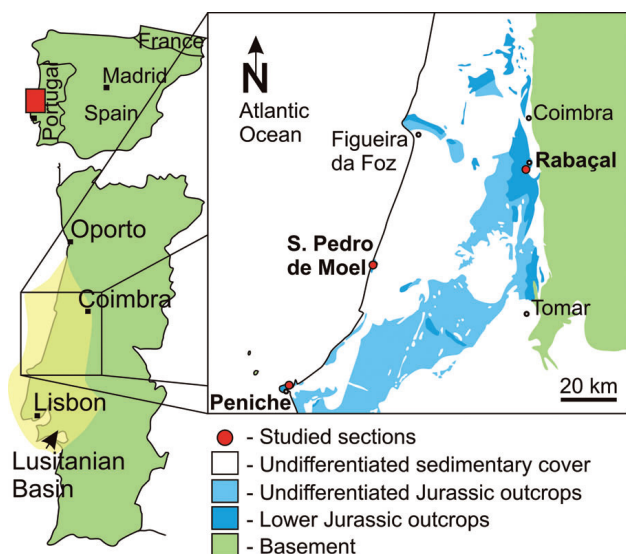 France
Madrid
Portugal
Spain
Oporto
Coimbra
Lisbon
Lusitanian
Basin
N
Atlantic
Ocean
Figueira
da Foz
Coimbra
Rabaçal
S. Pedro
de Moel
Tomar
Peniche
20 km
- Studied sections
- Undifferentiated sedimentary cover
- Undifferentiated Jurassic outcrops
- Lower Jurassic outcrops
- Basement